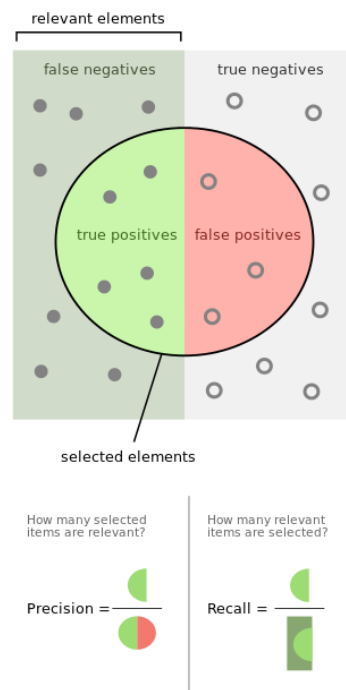 relevant elements
false negatives
true negatives
true positives
false positives
selected elements
How many selected
items are relevant?
How many relevant
items are selected?
Precision =
Recall =